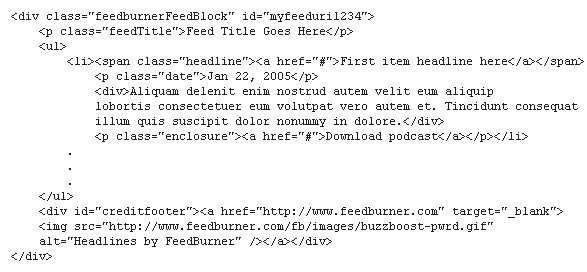 <div class="feedburnerFeedBlock" id="myfeeduri1234">
<p class="feedTitle">Feed Title Goes Here</p>
<ul>
<li><span class="headline"><a href="#">First item headline here</a></span>
<p class="date">Jan 22, 2005</p>
<div>Aliquam delenit enim nostrud autem velit eum aliquip
lobortis consectetuer eum volutpat vero autem et. Tincidunt consequat
illum quis suscipit dolor nonummy in dolore.</div>
<p class="enclosure"><a href="#">Download podcast</a></p></li>
.
.
.
</ul>
<div id="creditfooter"><a href="http://www.feedburner.com" target="_blank">
<img src="http://www.feedburner.com/fb/images/buzzboost-pwrd.gif"
alt="Headlines by FeedBurner" /></a></div>
</div>